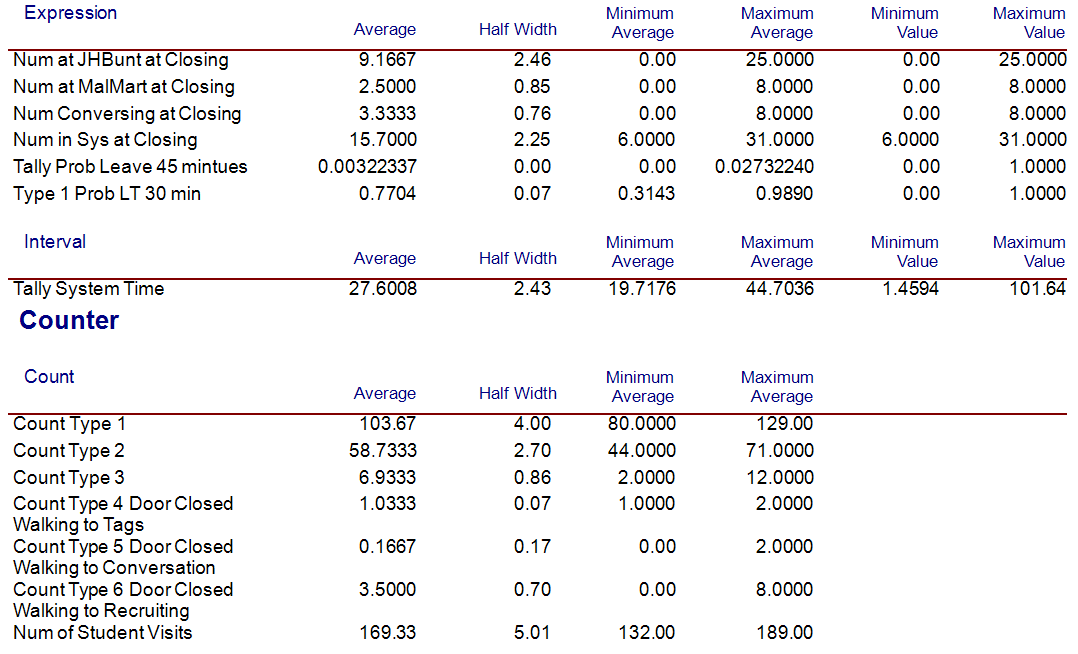 Expression Average Half Width Minimum Average Maximum Average Minimum Value Maximum Value
Num at JHBunt at Closing 9.1667 2.46 0.00 25.0000 0.00 25.0000
Num at MalMart at Closing 2.5000 0.85 0.00 8.0000 0.00 8.0000
Num Conversing at Closing 3.3333 0.76 0.00 8.0000 0.00 8.0000
Num in Sys at Closing 15.7000 2.25 6.0000 31.0000 6.0000 31.0000
Tally Prob Leave 45 mintues 0.00322337 0.00 0.00 0.02732240 0.00 1.0000
Type 1 Prob LT 30 min 0.7704 0.07 0.3143 0.9890 0.00 1.0000
Interval Average Half Width Minimum Average Maximum Average Minimum Value Maximum Value
Tally System Time 27.6008 2.43 19.7176 44.7036 1.4594 101.64
Counter
Count Average Half Width Minimum Average Maximum Average
Count Type 1 103.67 4.00 80.0000 129.00
Count Type 2 58.7333 2.70 44.0000 71.0000
Count Type 3 6.9333 0.86 2.0000 12.0000
Count Type 4 Door Closed 1.0333 0.07 1.0000 2.0000
Walking to Tags
Count Type 5 Door Closed 0.1667 0.17 0.00 2.0000
Walking to Conversation
Count Type 6 Door Closed 3.5000 0.70 0.00 8.0000
Walking to Recruiting
Num of Student Visits 169.33 5.01 132.00 189.00